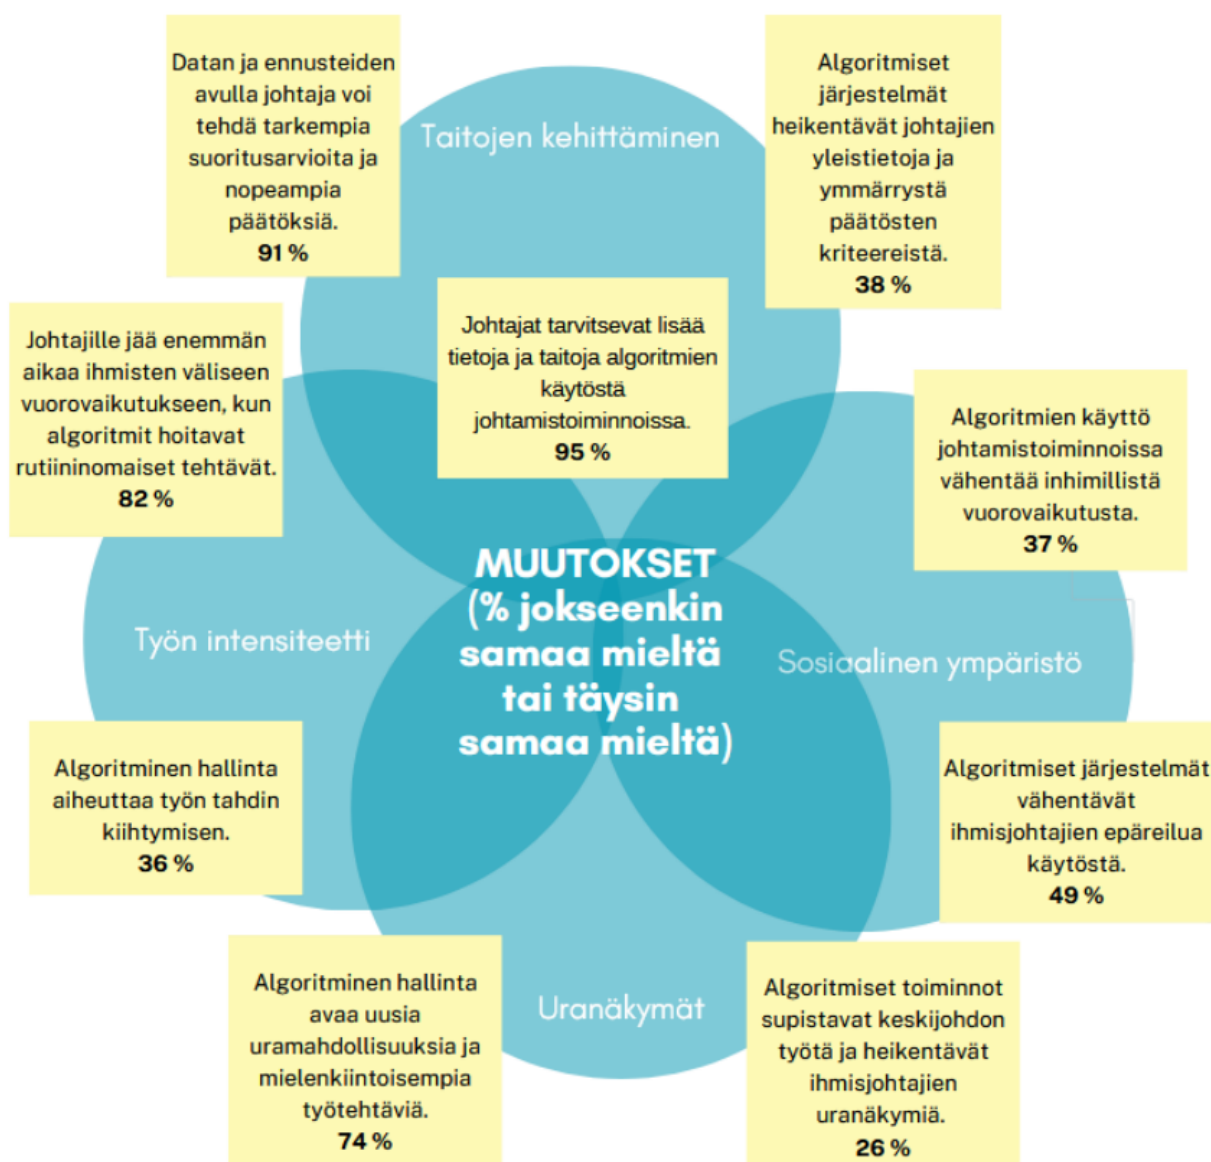 Datan ja ennusteiden
avulla johtaja voi
tehdä tarkempia
suoritusarvioita ja
nopeampia
päätöksiä.
91 %
Taitojen kehittäminen
Algoritmiset
järjestelmät
heikentävät johtajien
yleistietoja ja
ymmärrystä
päätösten
kriteereistä.
38 %
Johtajat tarvitsevat lisää
tietoja ja taitoja algoritmien
käytöstä
johtamistoiminnoissa.
95 %
Johtajille jää enemmän
aikaa ihmisten väliseen
vuorovaikutukseen, kun
algoritmit hoitavat
rutiininomaiset tehtävät.
82 %
Algoritmien käyttö
johtamistoiminnoissa
vähentää inhimillistä
vuorovaikutusta.
37 %
MUUTOKSET
(% jokseenkin
samaa mieltä
tai täysin
samaa mieltä)
Työn intensiteetti
Sosiaalinen ympäristö
Algoritminen hallinta
aiheuttaa työn tahdin
kiihtymisen.
36 %
Algoritmiset järjestelmät
vähentävät
ihmisjohtajien epäreilua
käytöstä.
49 %
Algoritminen hallinta
avaa uusia
uramahdollisuuksia ja
mielenkiintoisempia
työtehtäviä.
74 %
Uranäkymät
Algoritmiset toiminnot
supistavat keskijohdon
työtä ja heikentävät
ihmisjohtajien
uranäkymiä.
26 %